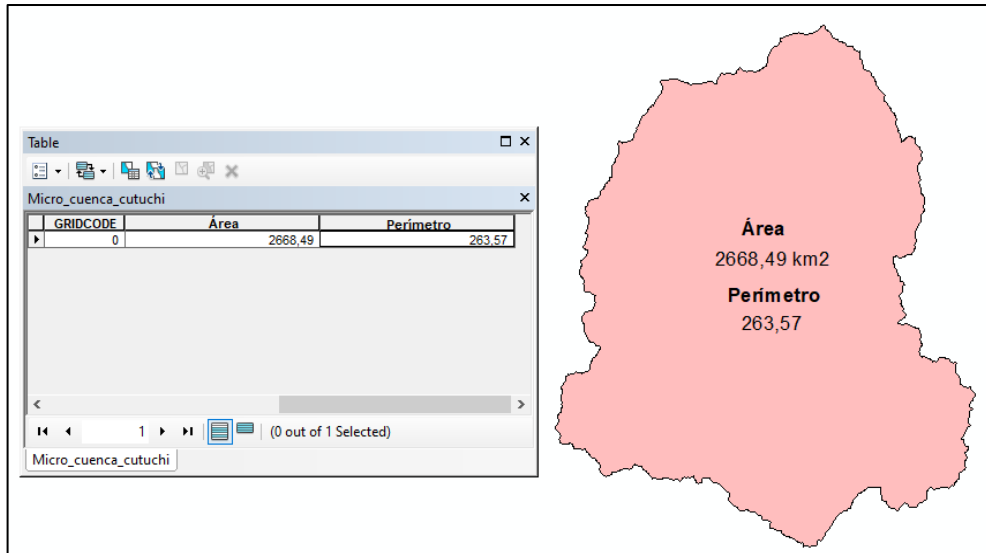 Table
Micro_cuenca_cutuchi
GRIDCODE Área Perímetro
0 2668,49 263,57
1 (0 out of 1 Selected)
Micro_cuenca_cutuchi
Área
2668,49 km2
Perímetro
263,57